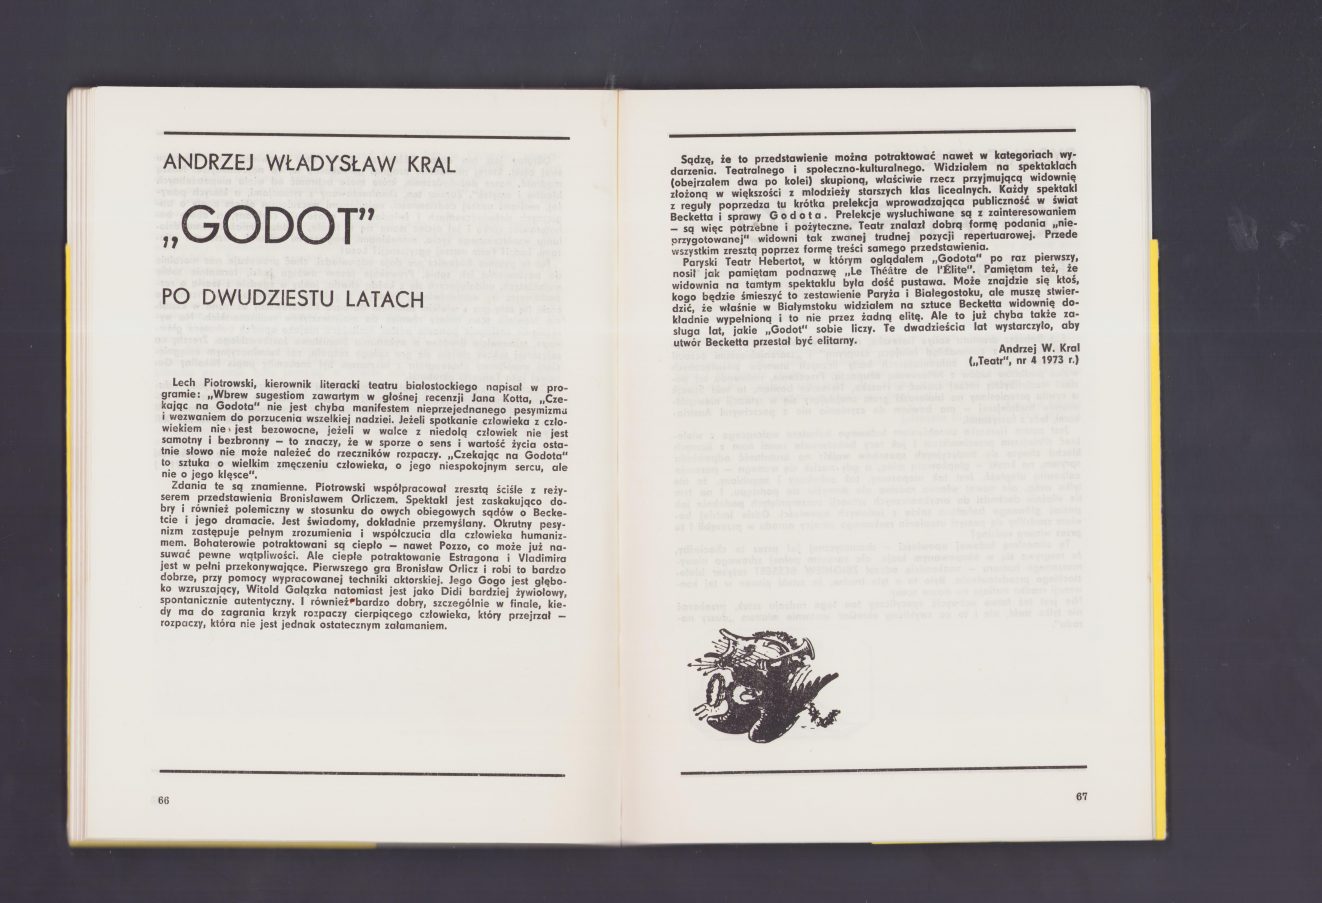 ANDRZEJ WŁADYSŁAW KRAL
„GODOT”
PO DWUDZIESTU LATACH
Lech Piotrowski, kierownik literacki teatru białostockiego napisał w pro-
gramie: „Wbrew sugestiom zawartym w głośnej recenzji Jana Kotta, „Cze-
kając na Godota“ nie jest chyba manifestem nieprzejednanego pesymizmu
i wezwaniem do porzucenia wszelkiej nadziei. Jeżeli spotkanie człowieka z czło-
wiekiem nie jest bezowocne, jeżeli w walce z niedolą człowiek nie jest
samotny i bezbronny — to znaczy, że w sporze o sens i wartość życia osta-
tnie słowo nie może należeć do rzeczników rozpaczy. „Czekając na Godota“
to sztuka o wielkim zmęczeniu człowieka, o jego niespokojnym sercu, ale
nie o jego klęsce“.
Zdania te są znamienne. Piotrowski współpracował zresztą ściśle z reży-
serem przedstawienia Bronisławem Orliczem. Spektakl jest zaskakująco do-
bry i również polemiczny w stosunku do owych obiegowych sądów o Becke-
tcie i jego dramacie. Jest świadomy, dokładnie przemyślany. Okrutny pesy-
nizm zastępuje pełnym zrozumienia i współczucia dla człowieka humaniz-
mem. Bohaterowie potraktowani są ciepło — nawet Pozzo, co może już na-
suwać pewne wątpliwości. Ale ciepłe potraktowanie Estragona i Vladimira
jest w pełni przekonywające. Pierwszego gra Bronisław Orlicz i robi to bardzo
dobrze, przy pomocy wypracowanej techniki aktorskiej. Jego Gogo jest głębo-
ko wzruszający, Witold Gałązka natomiast jest jako Didi bardziej żywiołowy,
spontanicznie autentyczny. I również bardzo dobry, szczególnie w finale, kie-
dy ma do zagrania krzyk rozpaczy cierpiącego człowieka, który przejrzał —
rozpaczy, która nie jest jednak ostatecznym załamaniem.
66
Sądzę, że to przedstawienie można potraktować nawet w kategoriach wy-
darzenia. Teatralnego i społeczno-kulturalnego. Widziałem na spektaklach
(obejrzałem dwa po kolei) skupioną, właściwie rzecz przyjmującą widownię
złożoną w większości z młodzieży starszych klas licealnych. Każdy spektakl
z reguły poprzedza tu krótka prelekcja wprowadzająca publiczność w świat
Becketta i sprawy Godota. Prelekcje wysłuchiwane są z zainteresowaniem
— są więc potrzebne i pożyteczne. Teatr znalazł dobrą formę podania „nie-
przygotowanej“ widowni tak zwanej trudnej pozycji repertuarowej. Przede
wszystkim zresztą poprzez formę treści samego przedstawienia.
Paryski Teatr Hebertot, w którym oglądałem „Godota“ po raz pierwszy,
nosił jak pamiętam podnazwę „Le Théâtre de l'Élite“. Pamiętam też, że
widownia na tamtym spektaklu była dość pustawa. Może znajdzie się ktoś,
kogo będzie śmieszyć to zestawienie Paryża i Białegostoku, ale muszę stwier-
dzić, że właśnie w Białymstoku widziałem na sztuce Becketta widownię do-
kładnie wypełnioną i to nie przez żadną elitę. Ale to już chyba także za-
sługa lat, jakie „Godot“ sobie liczy. Te dwadzieścia lat wystarczyło, aby
utwór Becketta przestał być elitarny.
Andrzej W. Kral
(„Teatr“, nr 4 1973 r.)
67